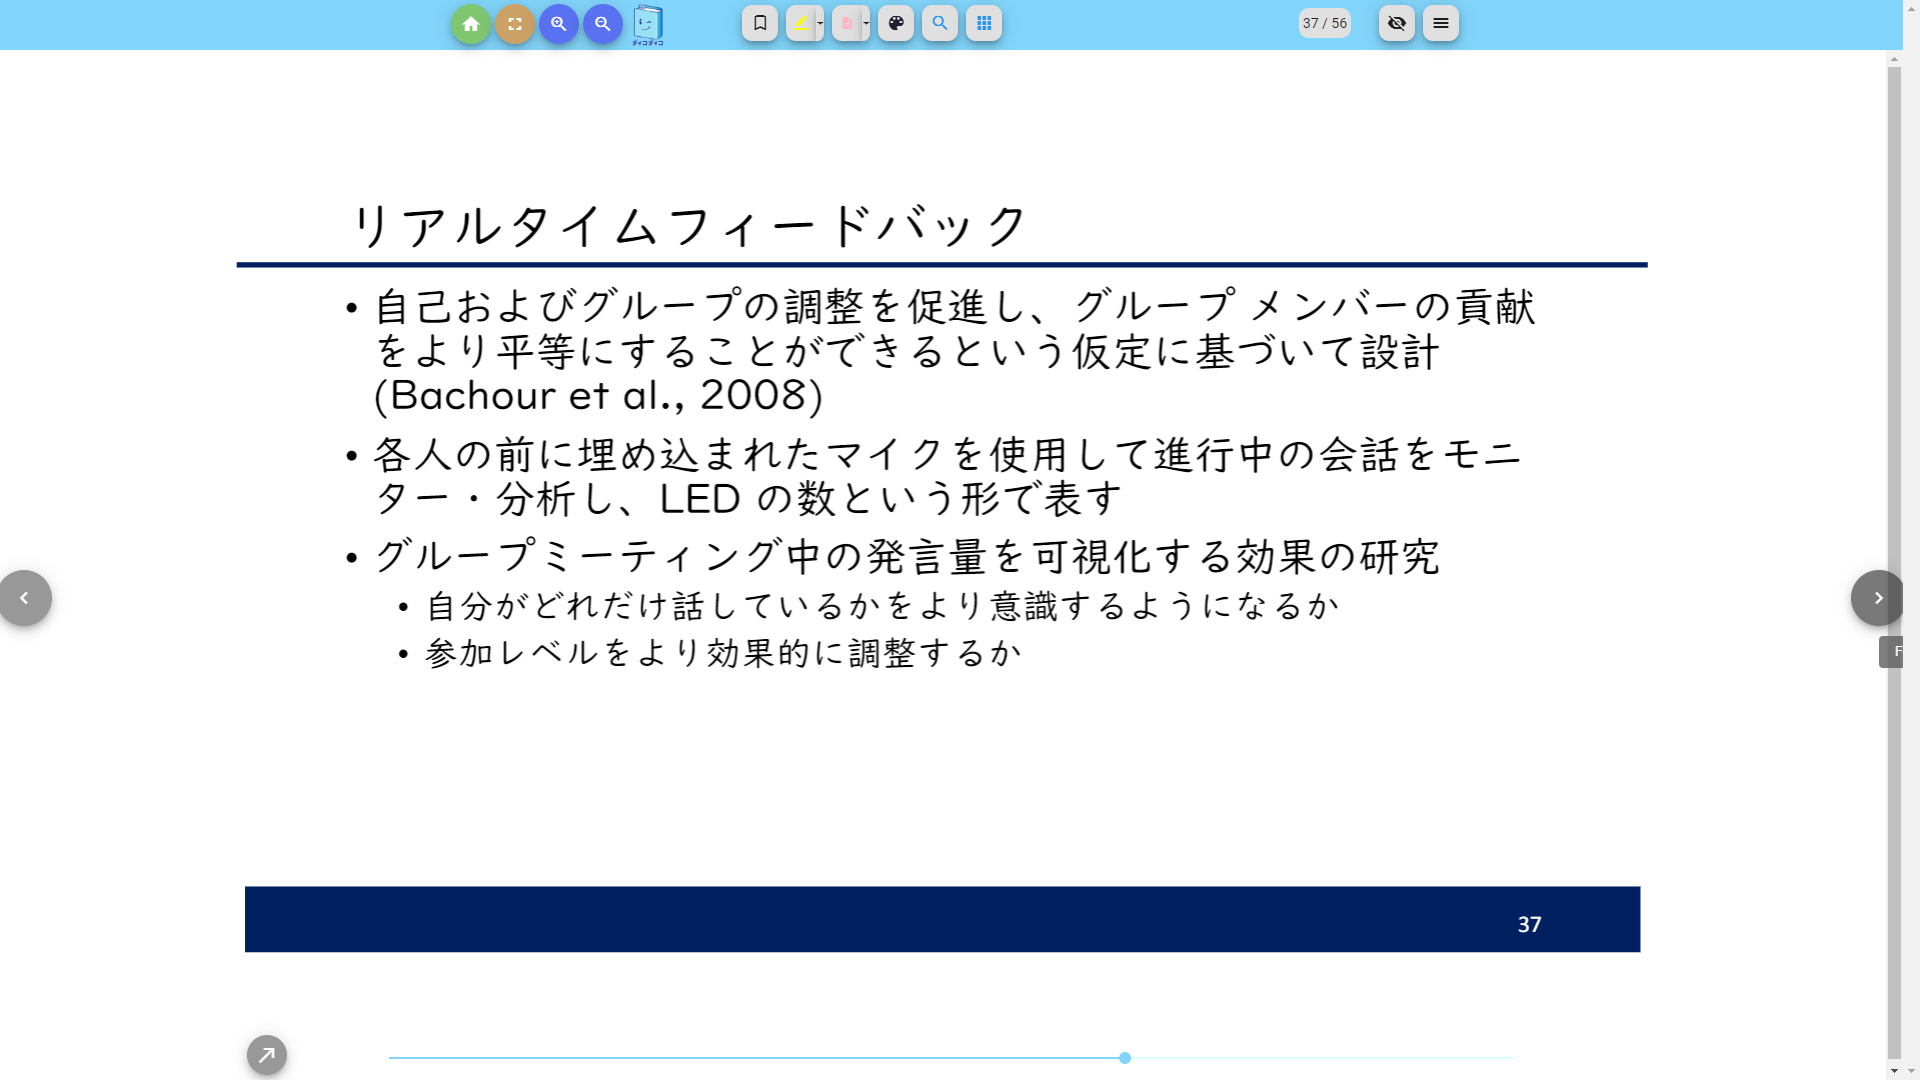 ダィコダィコ
37 / 56
リアルタイムフィードバック
• 自己およびグループの調整を促進し、グループ メンバーの貢献
をより平等にすることができるという仮定に基づいて設計
(Bachour et al., 2008)
• 各人の前に埋め込まれたマイクを使用して進行中の会話をモニ
ター・分析し、LED の数という形で表す
• グループミーティング中の発言量を可視化する効果の研究
• 自分がどれだけ話しているかをより意識するようになるか
• 参加レベルをより効果的に調整するか
F
37